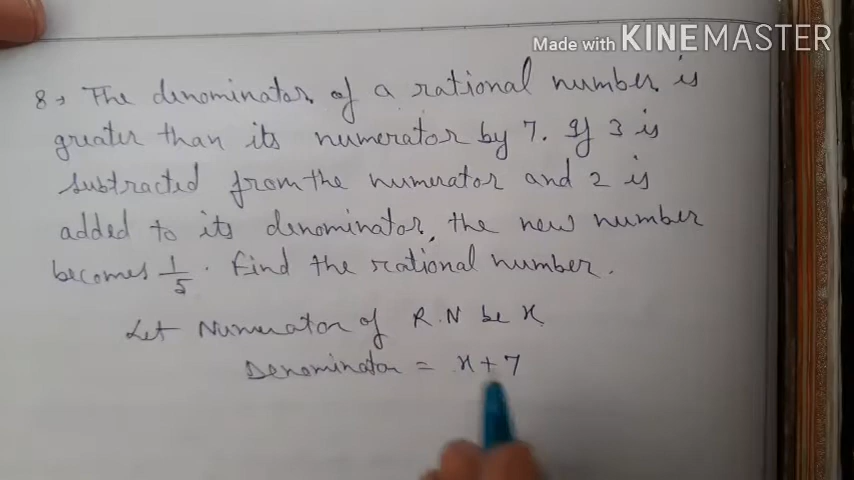 Made with KINEMASTER
8→ The denominator of a rational number is
greater than its numerator by 7. If 3 is
subtracted from the numerator and 2 is
added to its denominator, the new number
becomes 1/5. Find the rational number.
Let Numerator of R.N be x
Denominator = x+7